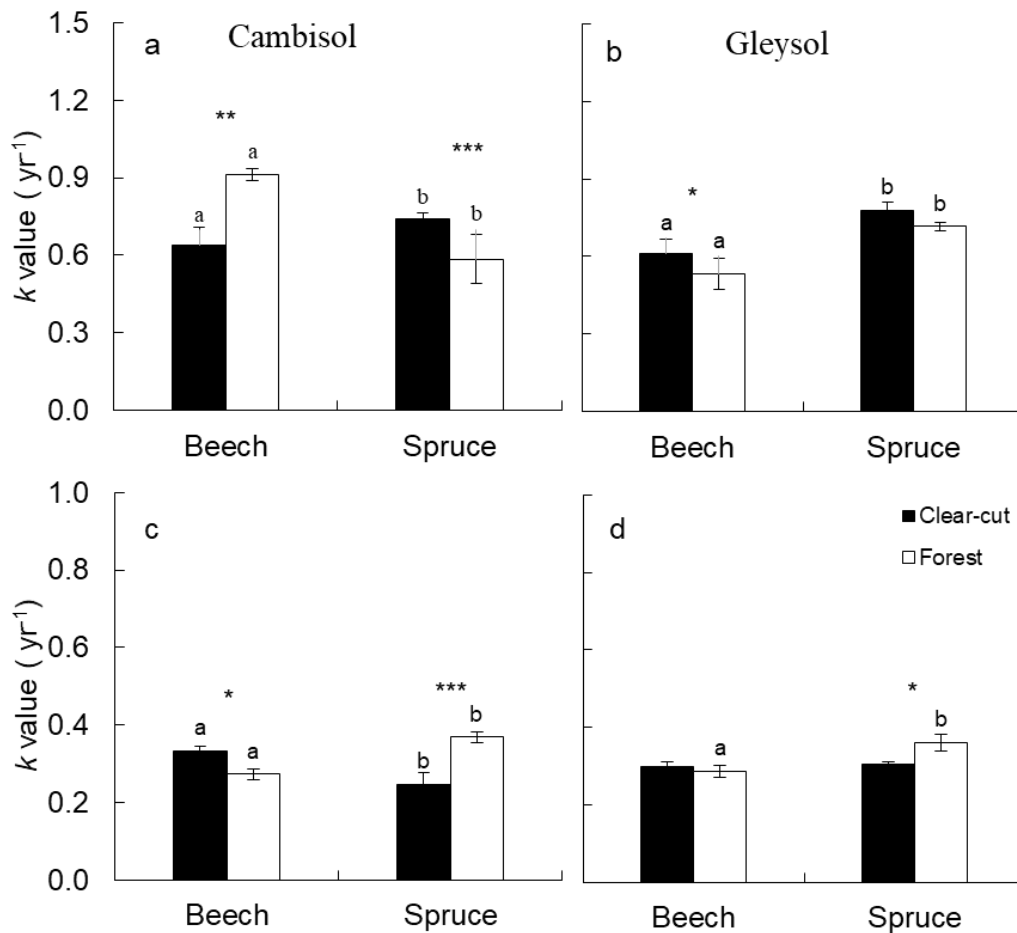 a
Cambisol
b
Gleysol
1.5
1.2
0.9
0.6
0.3
0.0
k value ( yr-1)
**
***
*
a
a
b
b
a
a
b
b
Beech
Spruce
Beech
Spruce
c
d
Clear-cut
Forest
1.0
0.8
0.6
0.4
0.2
0.0
k value ( yr-1)
*
***
*
a
a
b
b
a
b
Beech
Spruce
Beech
Spruce